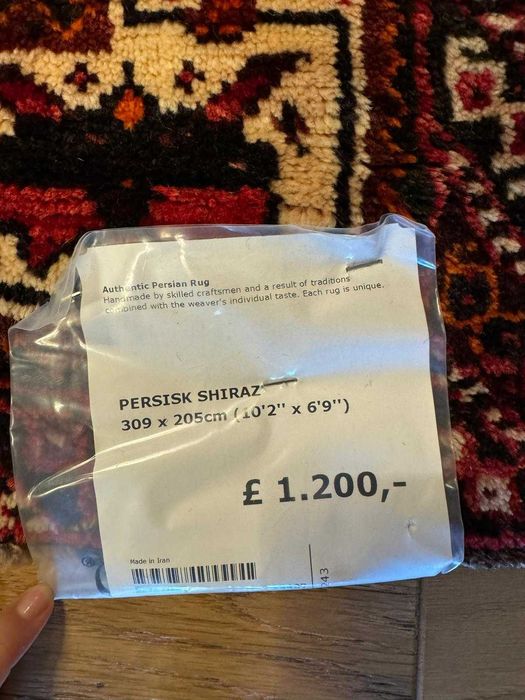 Authentic Persian Rug
Handmade by skilled craftsmen and a result of traditions
combined with the weaver's individual taste. Each rug is unique.
PERSISK SHIRAZ
309 x 205cm (10'2'' x 6'9'')
£ 1.200,-
Made in Iran
243